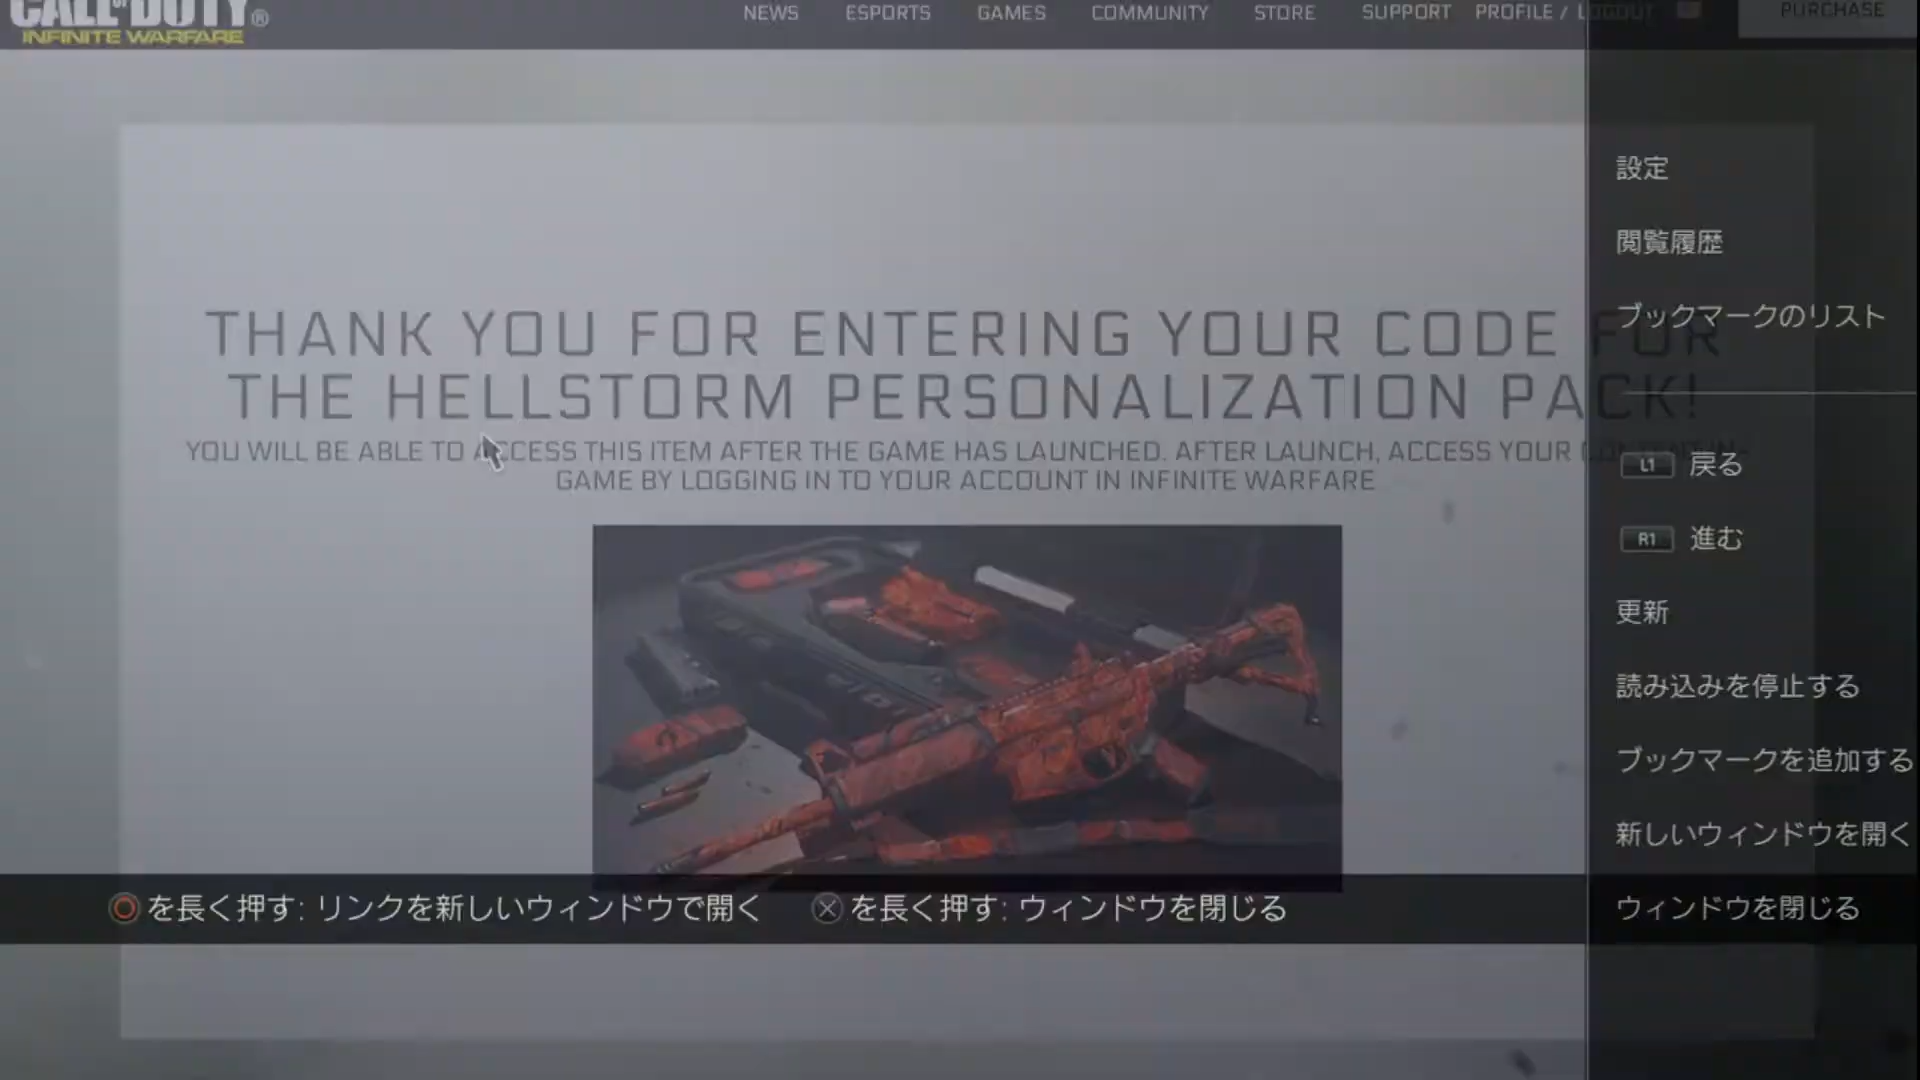 CALL OF DUTY®
INFINITE WARFARE
NEWS
ESPORTS
GAMES
COMMUNITY
STORE
SUPPORT
PROFILE / LOGOUT
PURCHASE
THANK YOU FOR ENTERING YOUR CODE FOR
THE HELLSTORM PERSONALIZATION PACK!
YOU WILL BE ABLE TO ACCESS THIS ITEM AFTER THE GAME HAS LAUNCHED. AFTER LAUNCH, ACCESS YOUR CONTENT IN-
GAME BY LOGGING IN TO YOUR ACCOUNT IN INFINITE WARFARE
設定
閲覧履歴
ブックマークのリスト
L1 戻る
R1 進む
更新
読み込みを停止する
ブックマークを追加する
新しいウィンドウを開く
ウィンドウを閉じる
を長く押す: リンクを新しいウィンドウで開く
を長く押す: ウィンドウを閉じる